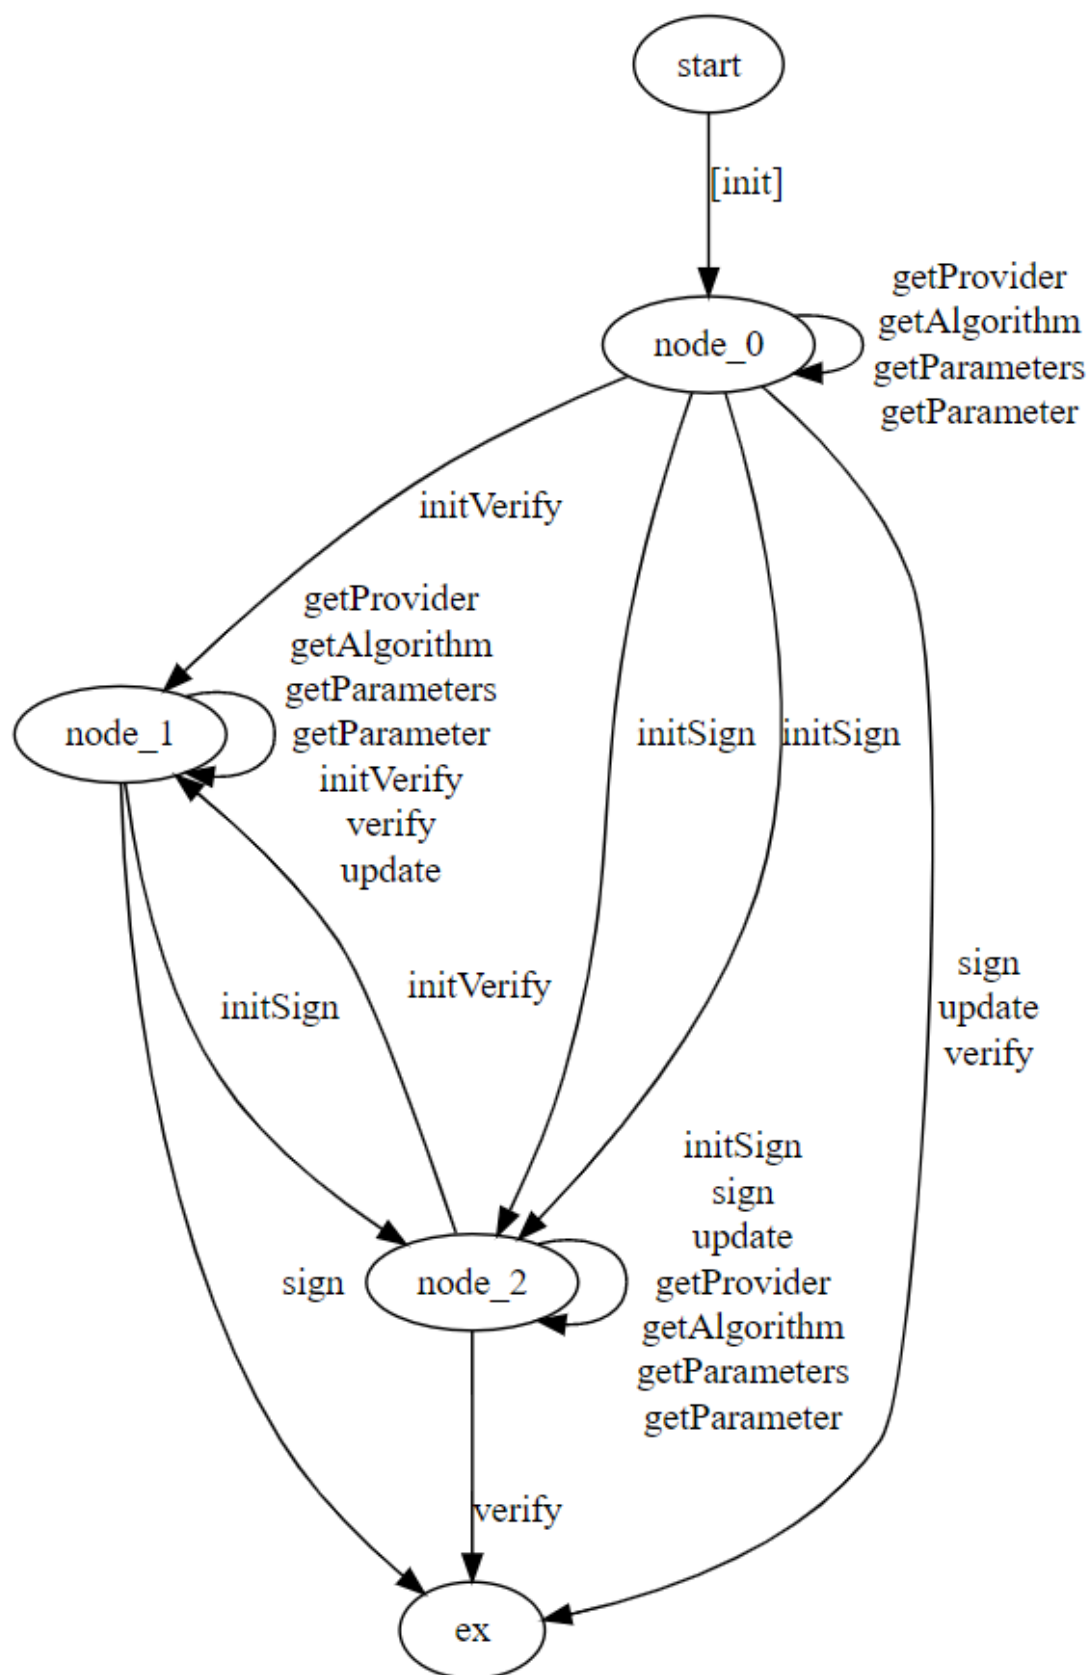 start
[init]
getProvider
getAlgorithm
getParameters
getParameter
node_0
initVerify
getProvider
getAlgorithm
getParameters
getParameter
initVerify
verify
update
node_1
initSign
initSign
initSign
initVerify
sign
update
verify
initSign
sign
update
getProvider
getAlgorithm
getParameters
getParameter
sign
node_2
verify
ex